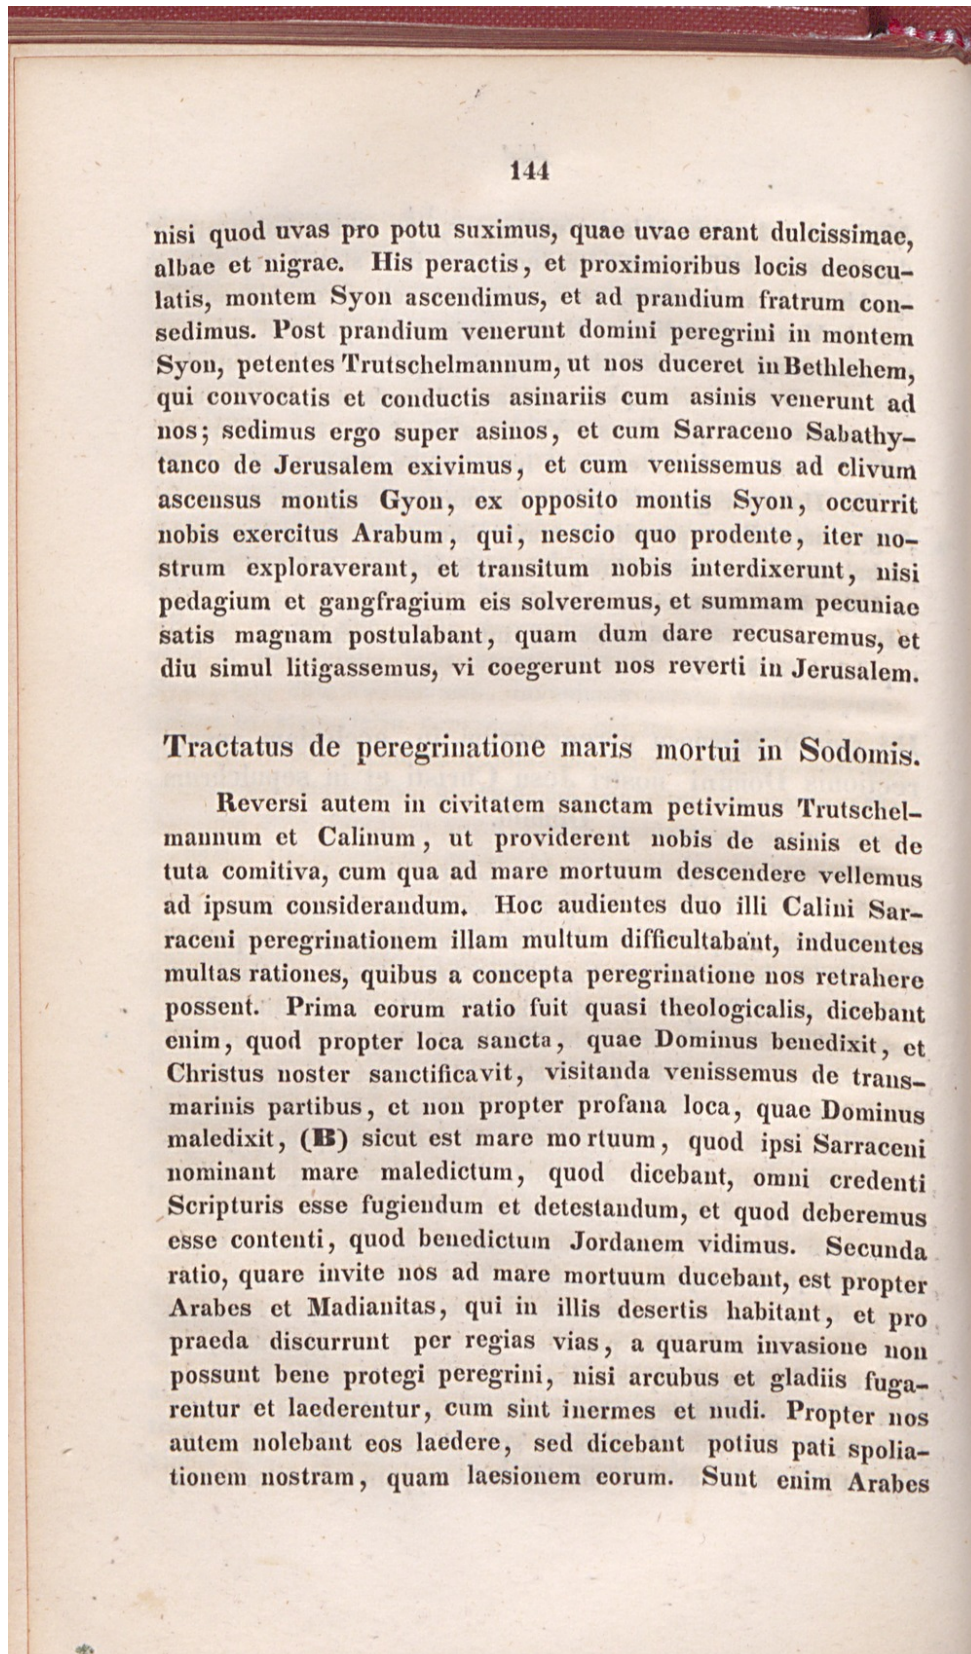 144
nisi quod uvas pro potu suximus, quae uvae erant dulcissimae,
albae et nigrae. His peractis, et proximioribus locis deoscu-
latis, montem Syon ascendimus, et ad prandium fratrum con-
sedimus. Post prandium venerunt domini peregrini in montem
Syon, petentes Trutschelmannum, ut nos duceret in Bethlehem,
qui convocatis et conductis asinariis cum asinis venerunt ad
nos; sedimus ergo super asinos, et cum Sarraceno Sabathy-
tanco de Jerusalem exivimus, et cum venissemus ad clivum
ascensus montis Gyon, ex opposito montis Syon, occurrit
nobis exercitus Arabum, qui, nescio quo prodente, iter no-
strum exploraverant, et transitum nobis interdixerunt, nisi
pedagium et gangfragium eis solveremus, et summam pecuniae
satis magnam postulabant, quam dum dare recusaremus, et
diu simul litigassemus, vi coegerunt nos reverti in Jerusalem.
Tractatus de peregrinatione maris mortui in Sodomis.
Reversi autem in civitatem sanctam petivimus Trutschel-
mannum et Calinum, ut providerent nobis de asinis et de
tuta comitiva, cum qua ad mare mortuum descendere vellemus
ad ipsum considerandum. Hoc audientes duo illi Calini Sar-
raceni peregrinationem illam multum difficultabant, inducentes
multas rationes, quibus a concepta peregrinatione nos retrahere
possent. Prima eorum ratio fuit quasi theologicalis, dicebant
enim, quod propter loca sancta, quae Dominus benedixit, et
Christus noster sanctificavit, visitanda venissemus de trans-
marinis partibus, et non propter profana loca, quae Dominus
maledixit, (B) sicut est mare mortuum, quod ipsi Sarraceni
nominant mare maledictum, quod dicebant, omni credenti
Scripturis esse fugiendum et detestandum, et quod deberemus
esse contenti, quod benedictum Jordanem vidimus. Secunda
ratio, quare invite nos ad mare mortuum ducebant, est propter
Arabes et Madianitas, qui in illis desertis habitant, et pro
praeda discurrunt per regias vias, a quarum invasione non
possunt bene protegi peregrini, nisi arcubus et gladiis fuga-
rentur et laederentur, cum sint inermes et nudi. Propter nos
autem nolebant eos laedere, sed dicebant potius pati spolia-
tionem nostram, quam laesionem eorum. Sunt enim Arabes